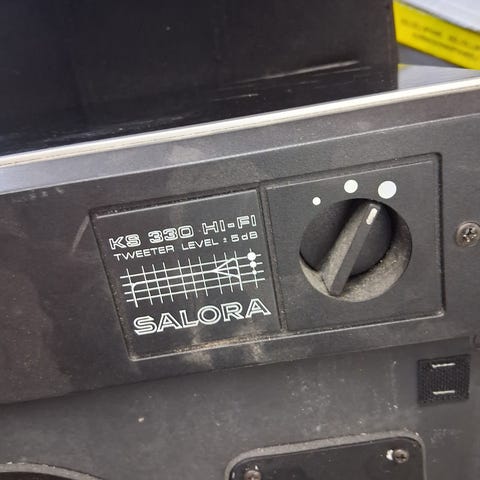 KS 330 HI-FI
TWEETER LEVEL ± 5dB
SALORA